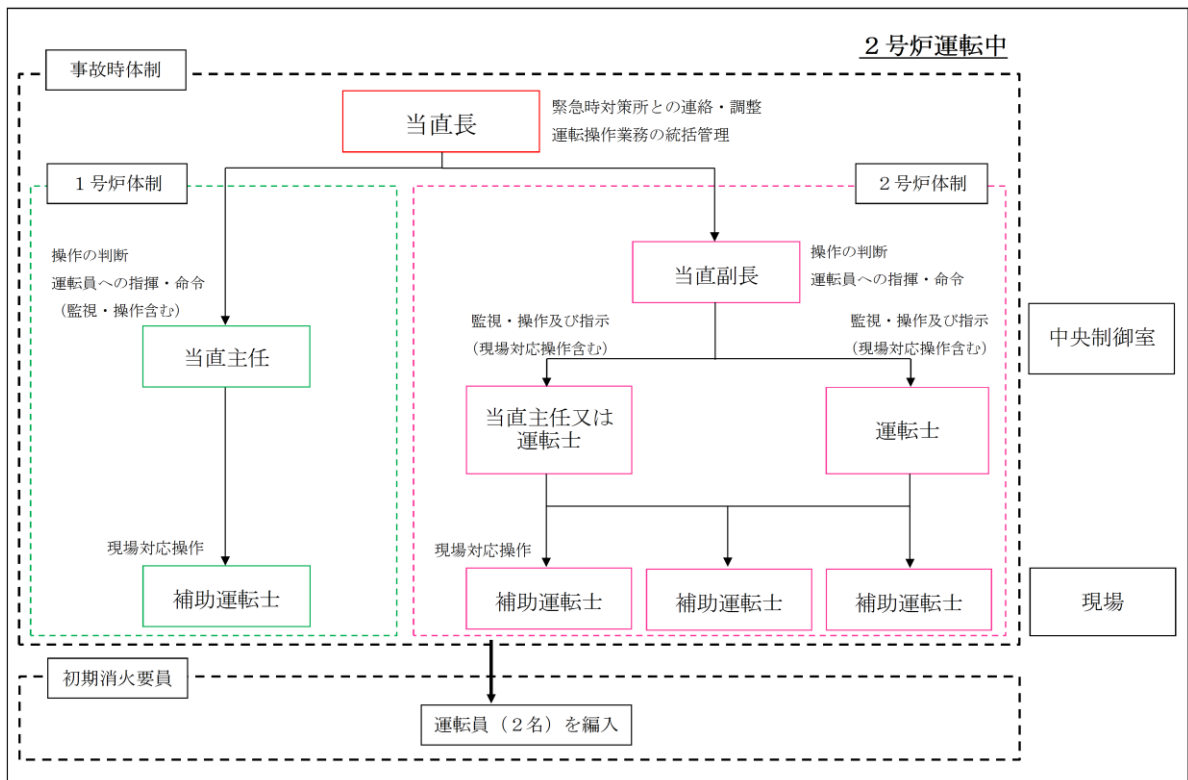 ２号炉運転中
事故時体制
当直長
緊急時対策所との連絡・調整
運転操作業務の統括管理
１号炉体制
２号炉体制
操作の判断
運転員への指揮・命令
（監視・操作含む）
当直主任
当直副長
操作の判断
運転員への指揮・命令
監視・操作及び指示
（現場対応操作含む）
監視・操作及び指示
（現場対応操作含む）
中央制御室
当直主任又は
運転士
運転士
現場対応操作
補助運転士
現場対応操作
補助運転士
補助運転士
補助運転士
現場
初期消火要員
運転員（２名）を編入